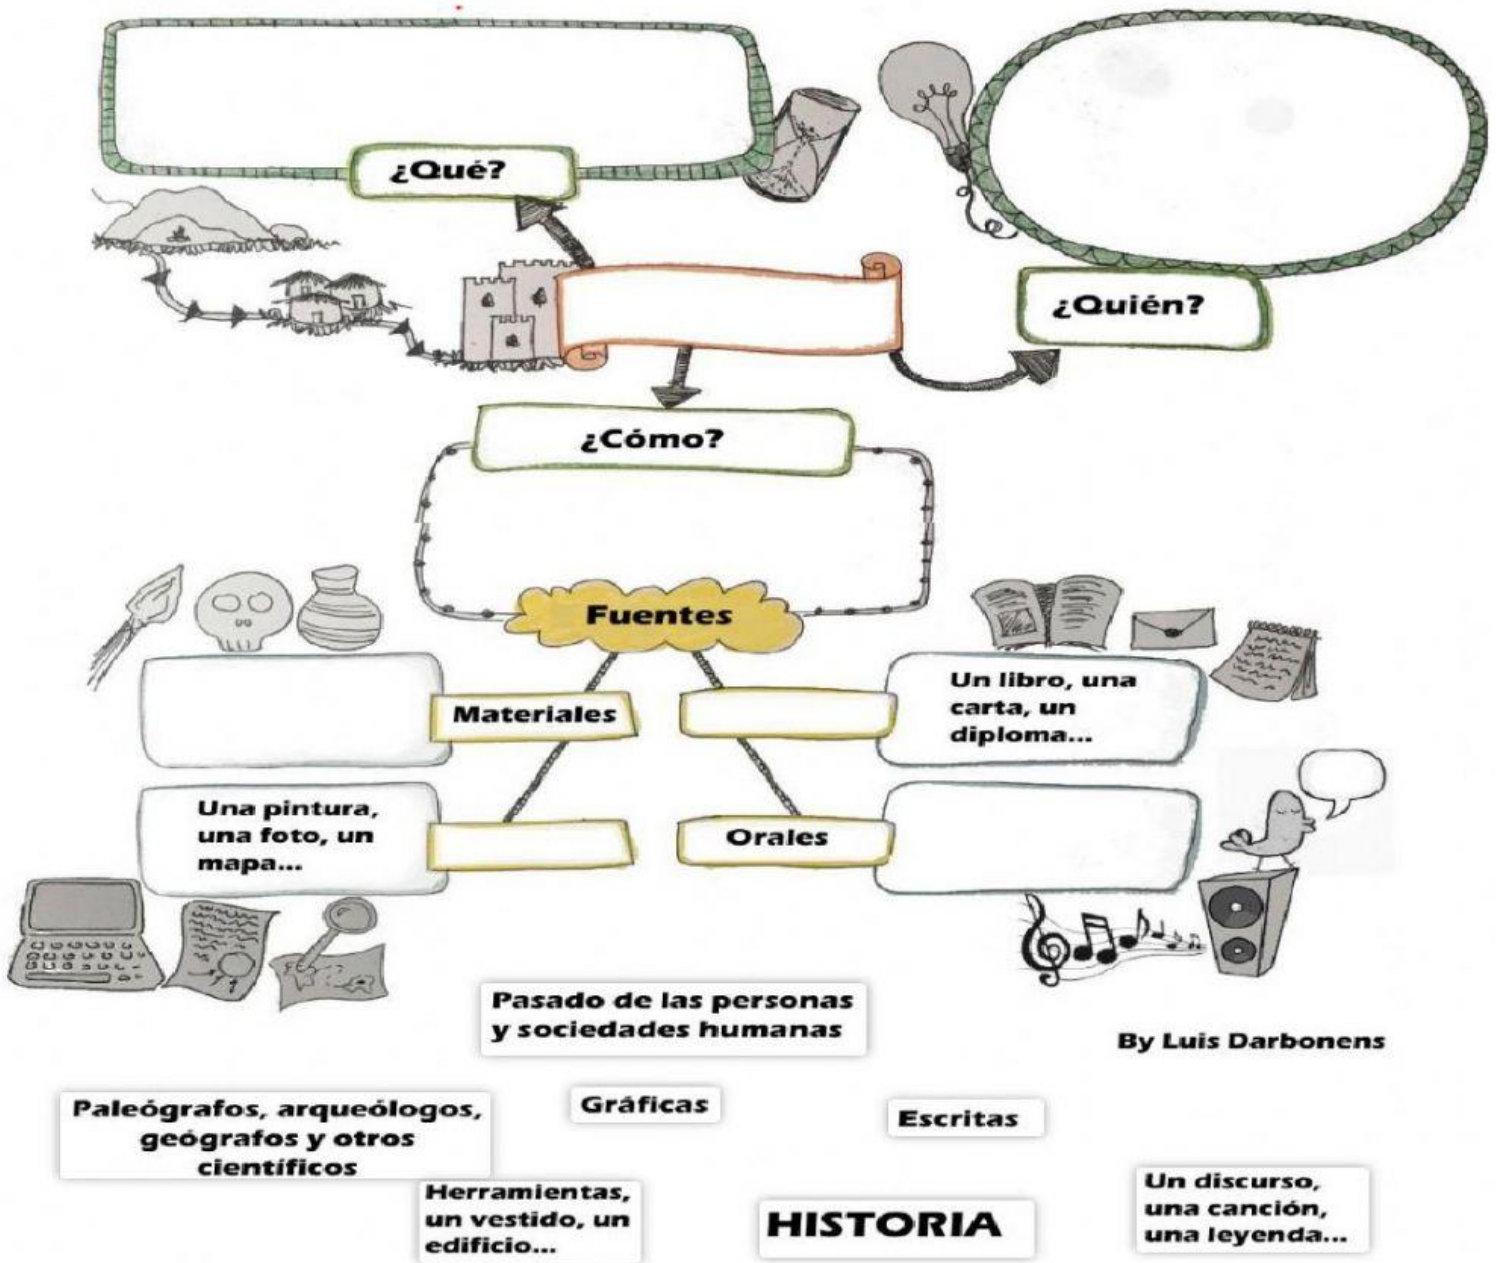 ¿Qué?
¿Quién?
¿Cómo?
Fuentes
Materiales
Un libro, una
carta, un
diploma...
Una pintura,
una foto, un
mapa...
Orales
Pasado de las personas
y sociedades humanas
By Luis Darbonens
Paleógrafos, arqueólogos,
geógrafos y otros
científicos
Gráficas
Escritas
Herramientas,
un vestido, un
edificio...
HISTORIA
Un discurso,
una canción,
una leyenda...